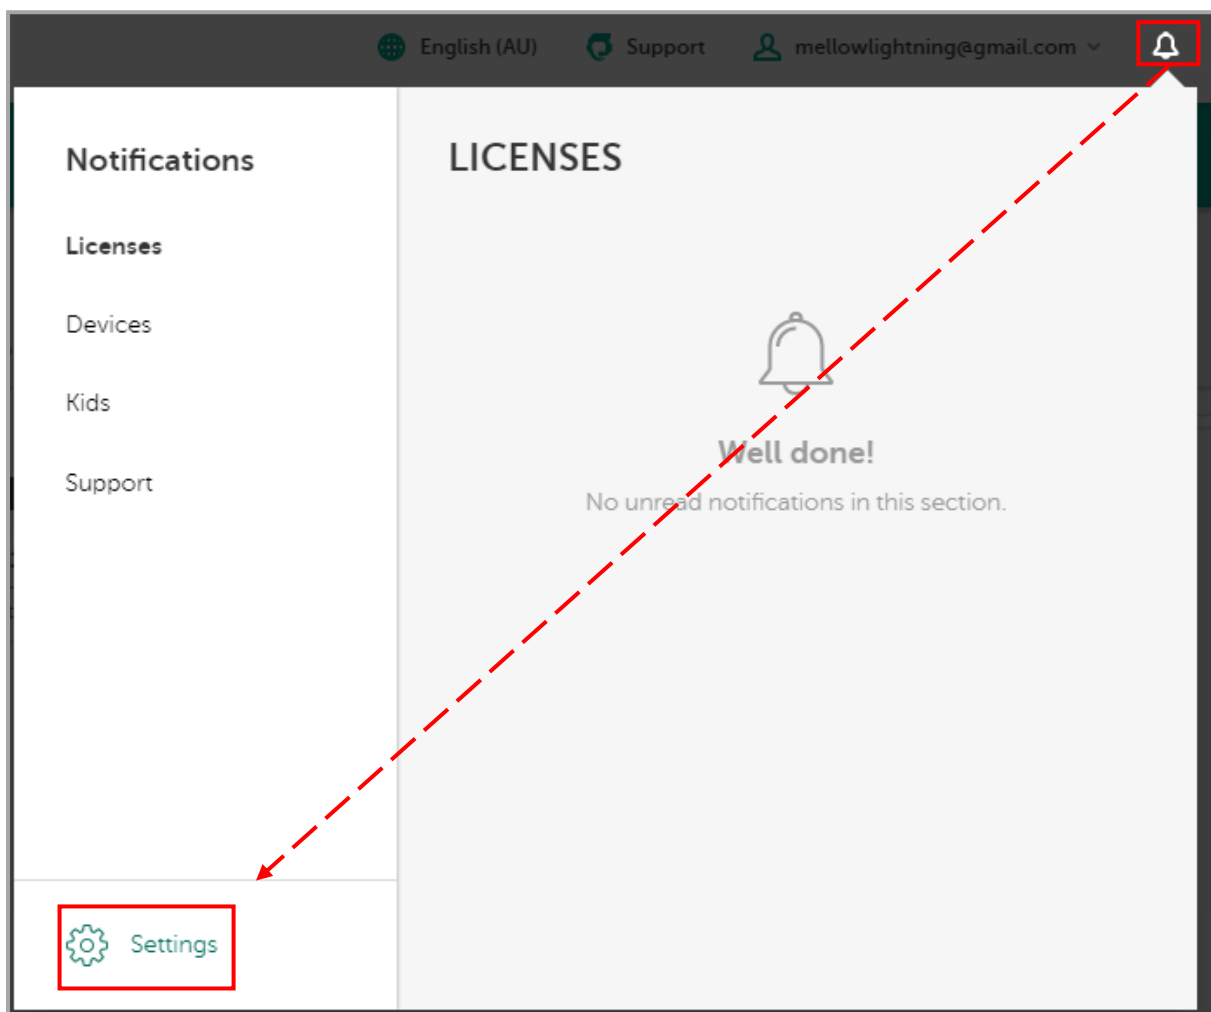 English (AU) Support mellowlightning@gmail.com
Notifications
LICENSES
Licenses
Devices
Kids
Support
Well done!
No unread notifications in this section.
Settings